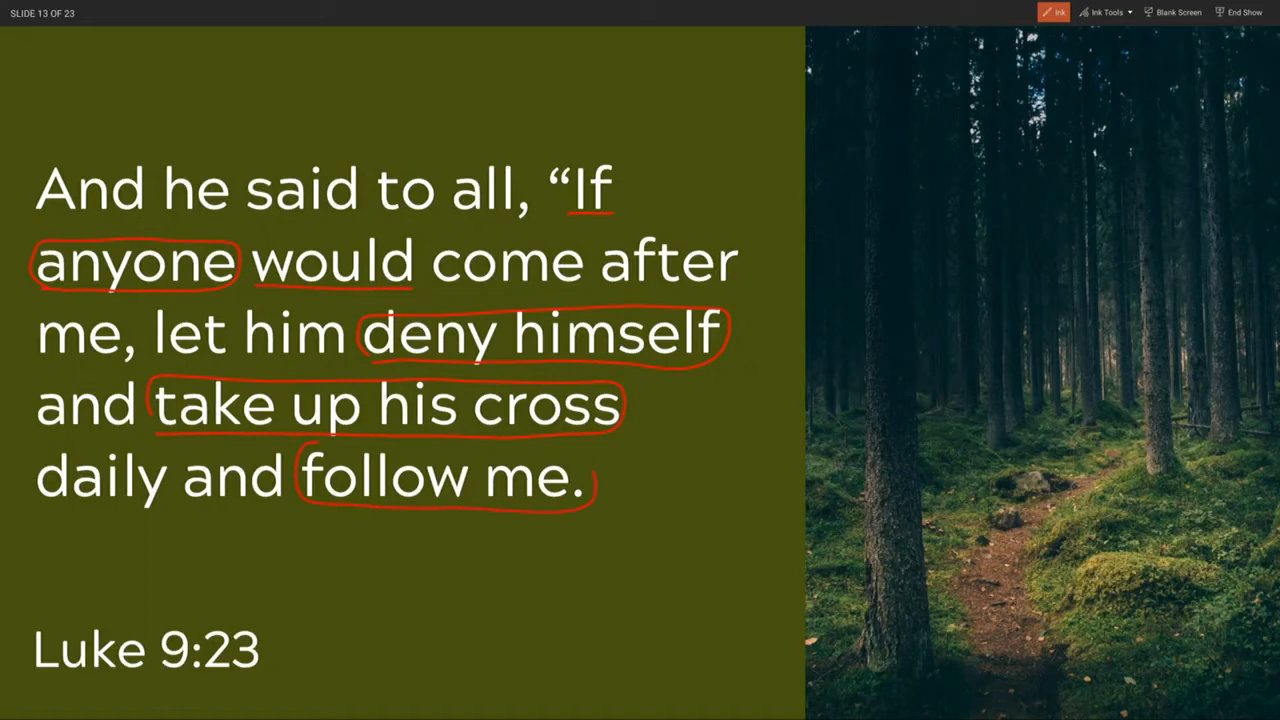 SLIDE 13 OF 23
Ink Ink Tools Blank Screen End Show
And he said to all, “If
anyone would come after
me, let him deny himself
and take up his cross
daily and follow me.
Luke 9:23